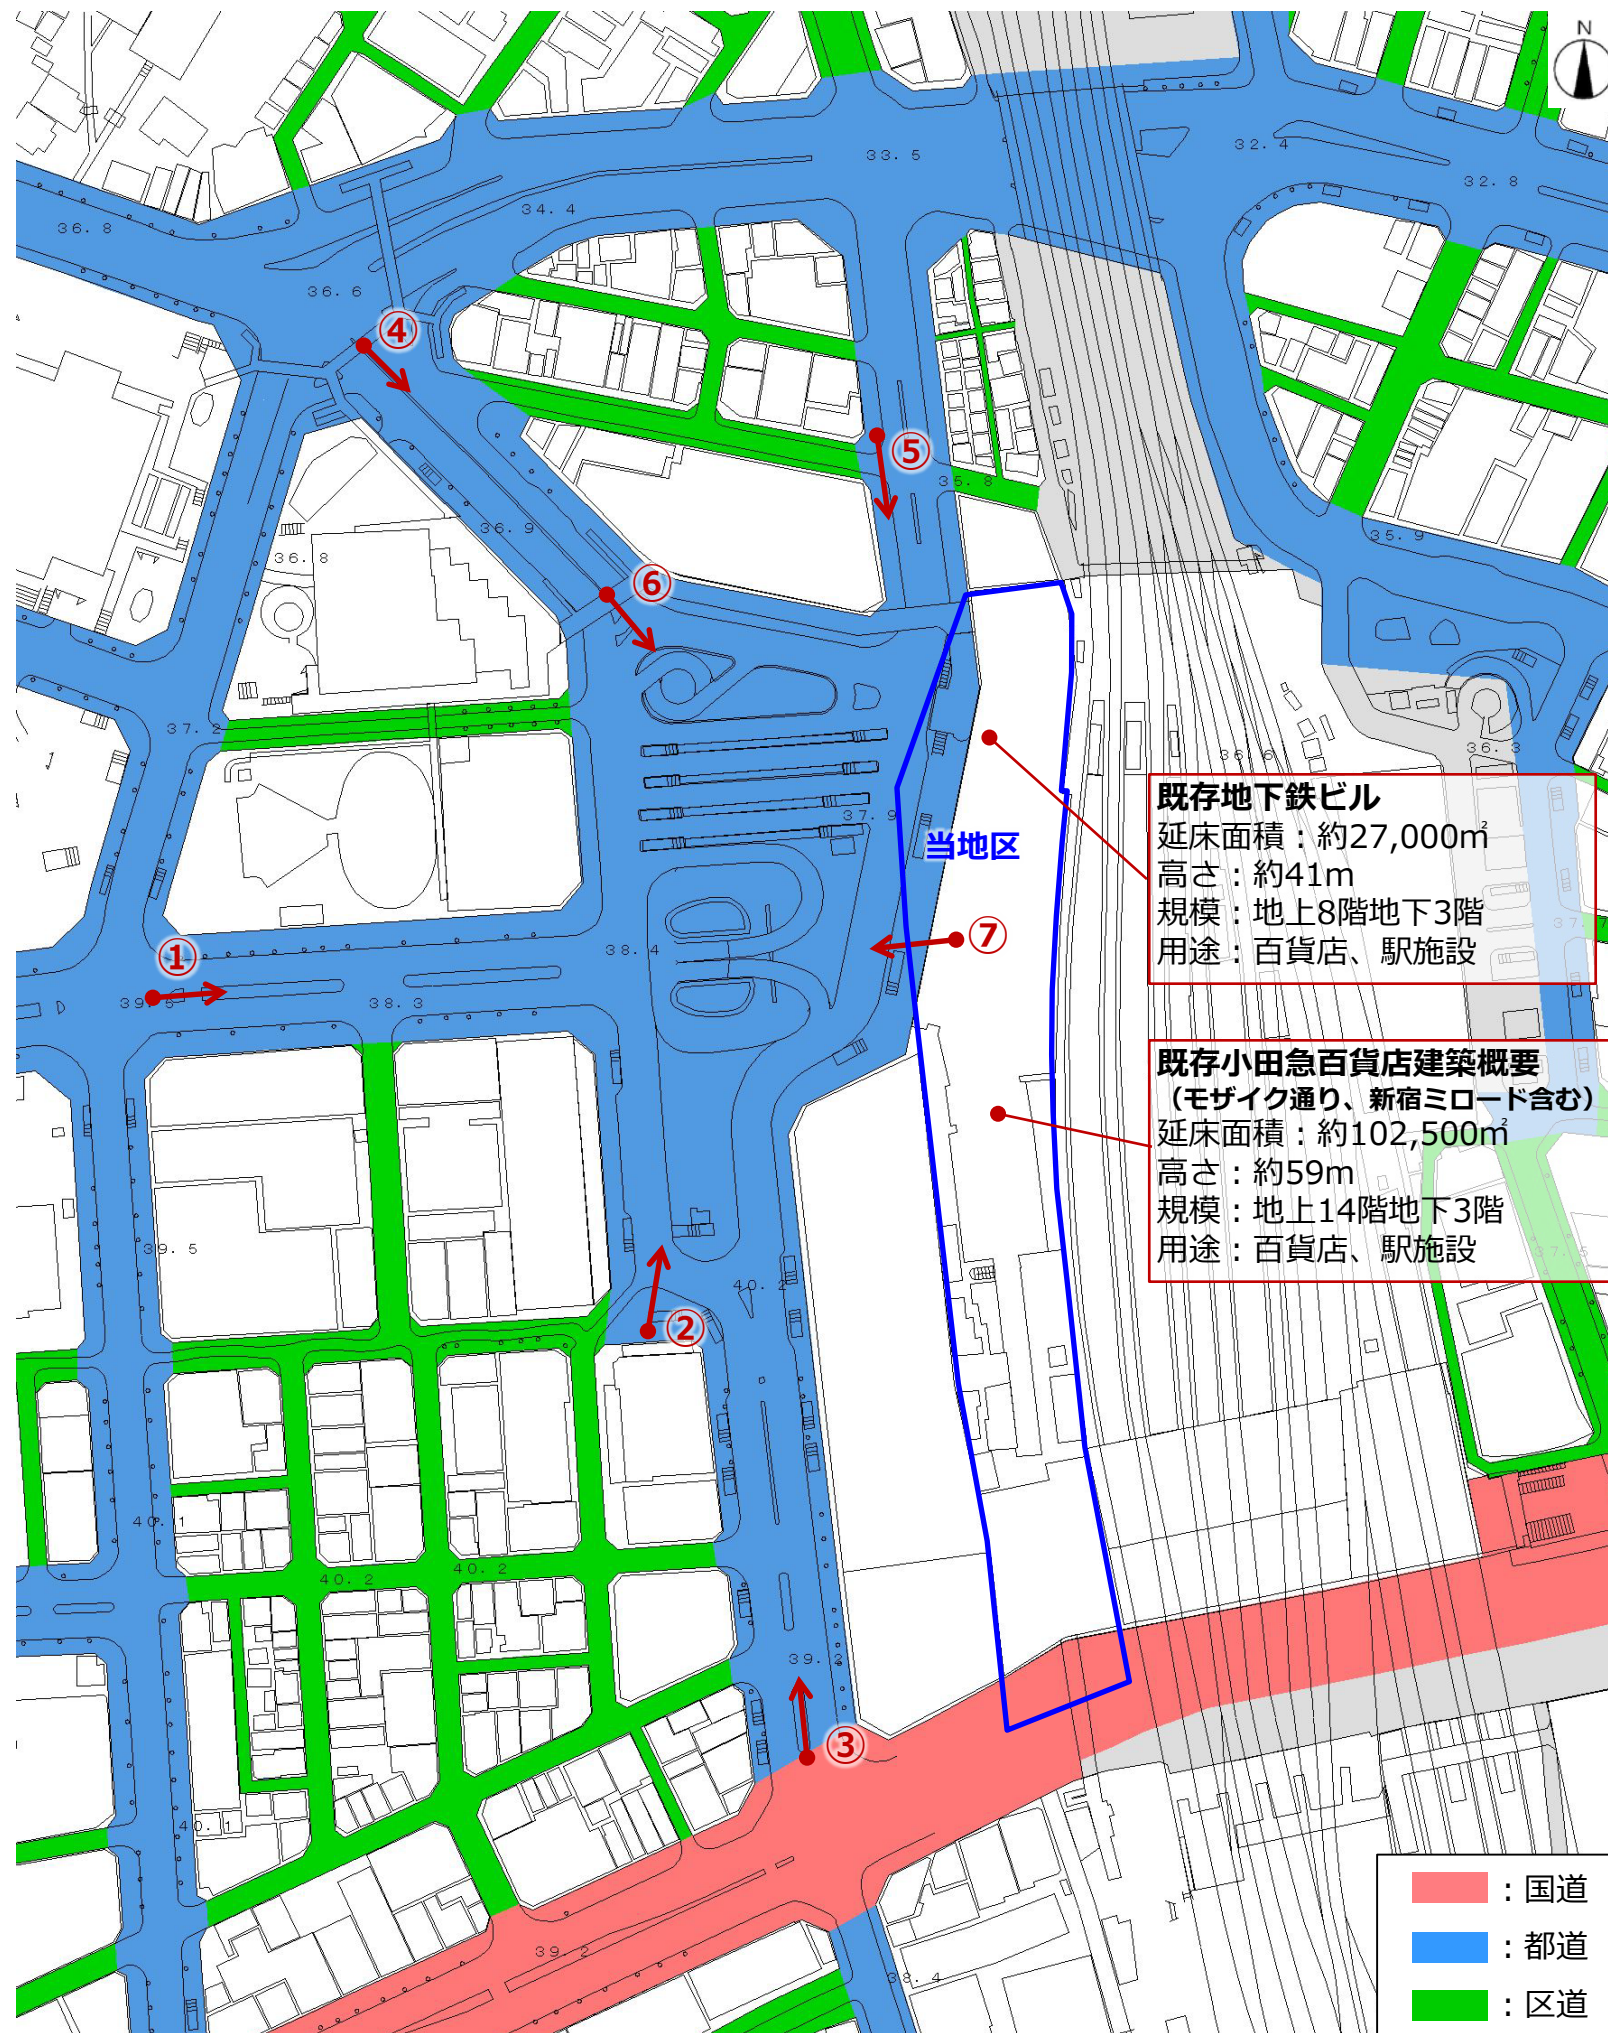 N
33.5
32.4
32.8
34.4
36.8
36.6
④
⑤
35.8
36.9
36.8
35.9
⑥
37.2
36.6
36.3
既存地下鉄ビル
延床面積：約27,000㎡
高さ：約41m
規模：地上8階地下3階
用途：百貨店、駅施設
37.9
当地区
37.7
⑦
38.4
①
39.5
38.3
既存小田急百貨店建築概要
（モザイク通り、新宿ミロード含む）
延床面積：約102,500㎡
高さ：約59m
規模：地上14階地下3階
用途：百貨店、駅施設
39.5
37.5
40.2
②
40.1
40.2
40.2
39.2
③
40.1
39.2
38.4
：国道
：都道
：区道